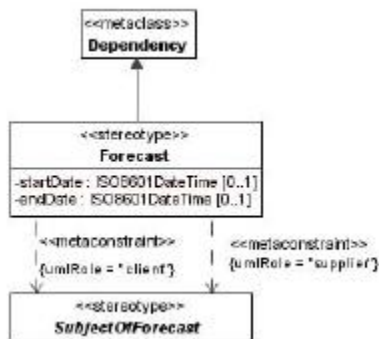 <<metaclass>>
Dependency
<<stereotype>>
Forecast
-startDate : ISO8601DateTime [0..1]
-endDate : ISO8601DateTime [0..1]
<<metaconstraint>>
{umlRole = "client"}
<<metaconstraint>>
{umlRole = "supplier"}
<<stereotype>>
SubjectOfForecast